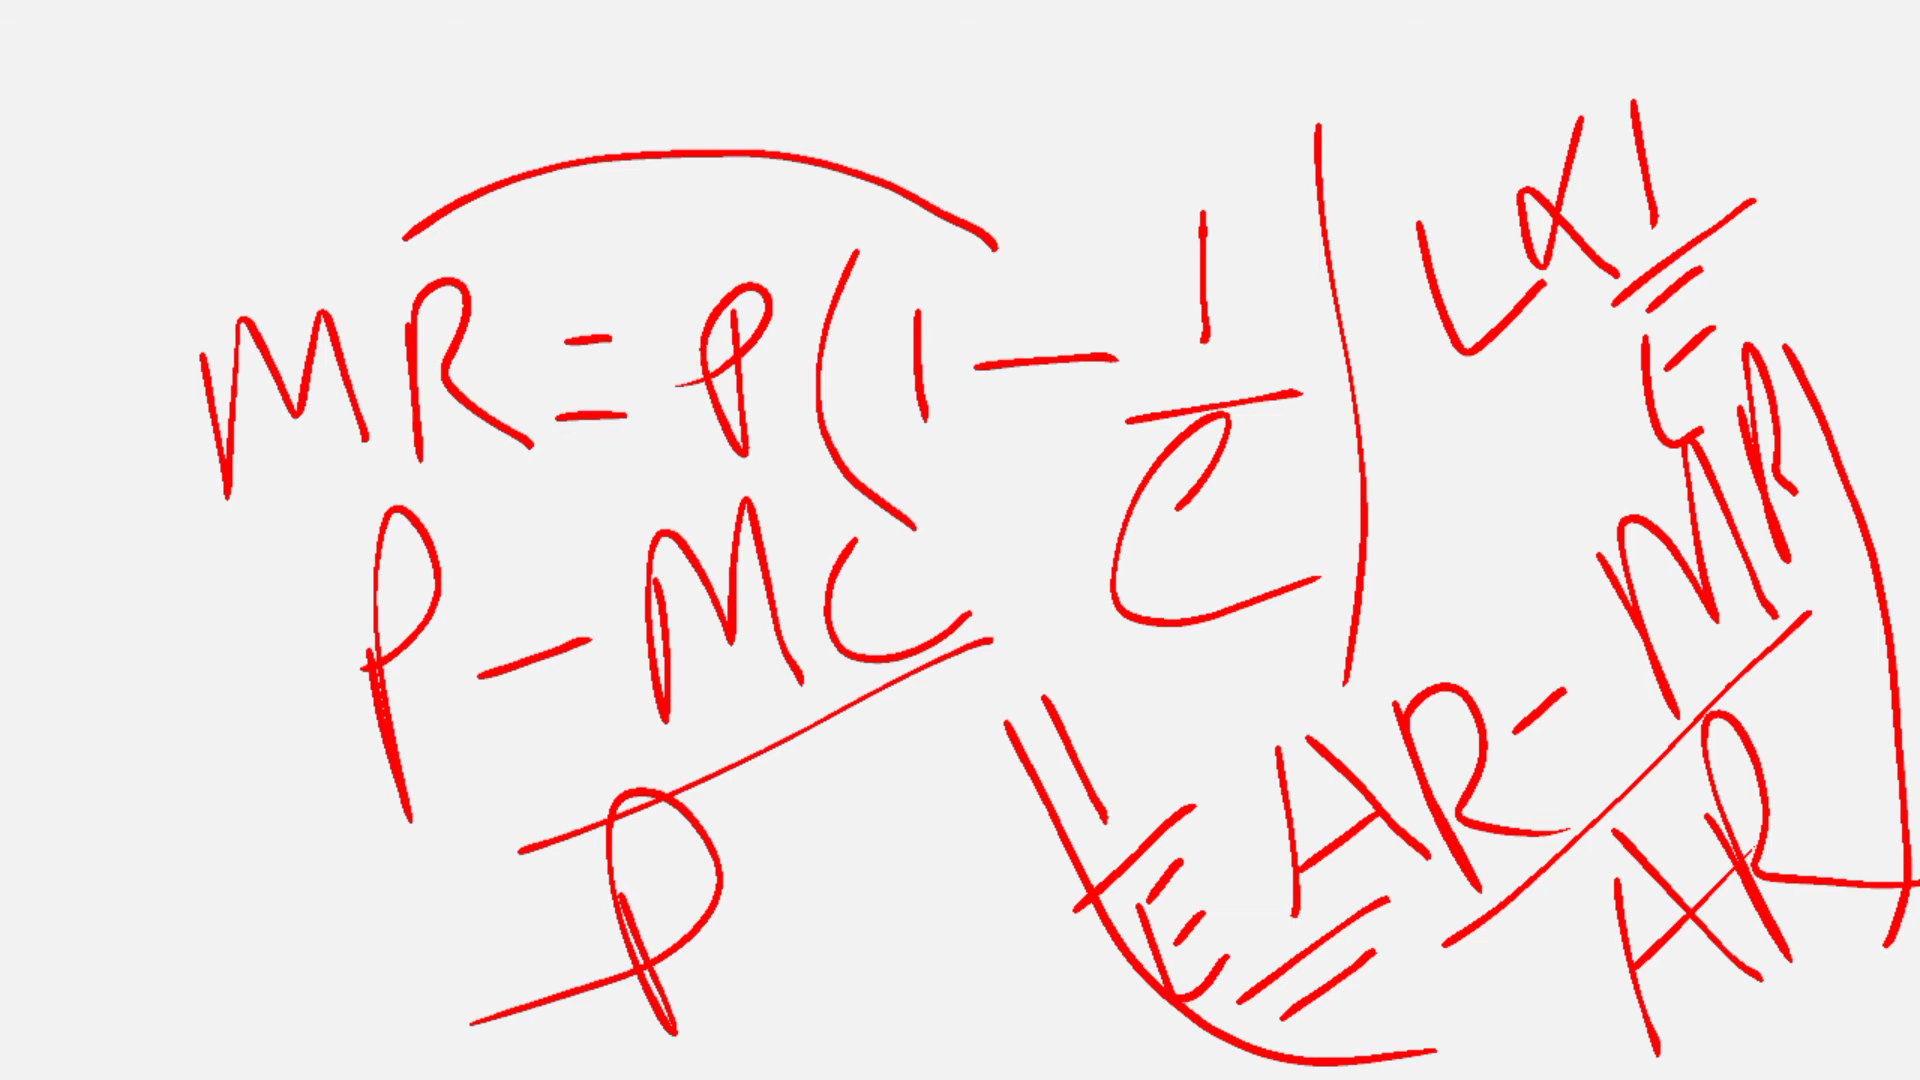 MR = P(1 - 1/e)
L α 1/E
P - MC / P
1/E = AR - MR / AR